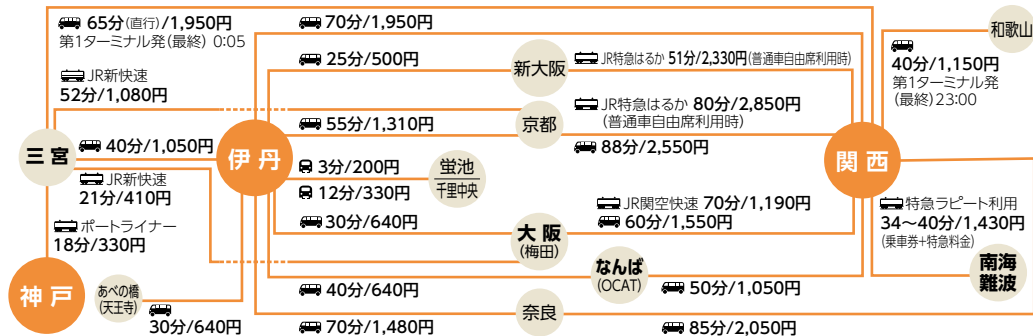 65分(直行)/1,950円
第1ターミナル発(最終) 0:05
70分/1,950円
和歌山
25分/500円
新大阪
JR特急はるか 51分/2,330円(普通車自由席利用時)
40分/1,150円
第1ターミナル発
(最終)23:00
JR新快速
52分/1,080円
55分/1,310円
京都
JR特急はるか 80分/2,850円
(普通車自由席利用時)
88分/2,550円
三宮
40分/1,050円
伊丹
関西
3分/200円
12分/330円
蛍池
千里中央
JR新快速
21分/410円
30分/640円
大阪
(梅田)
JR関空快速 70分/1,190円
60分/1,550円
特急ラピート利用
34〜40分/1,430円
(乗車券+特急料金)
ポートライナー
18分/330円
神戸
あべの橋
(天王寺)
30分/640円
なんば
(OCAT)
40分/640円
50分/1,050円
南海
難波
70分/1,480円
奈良
85分/2,050円